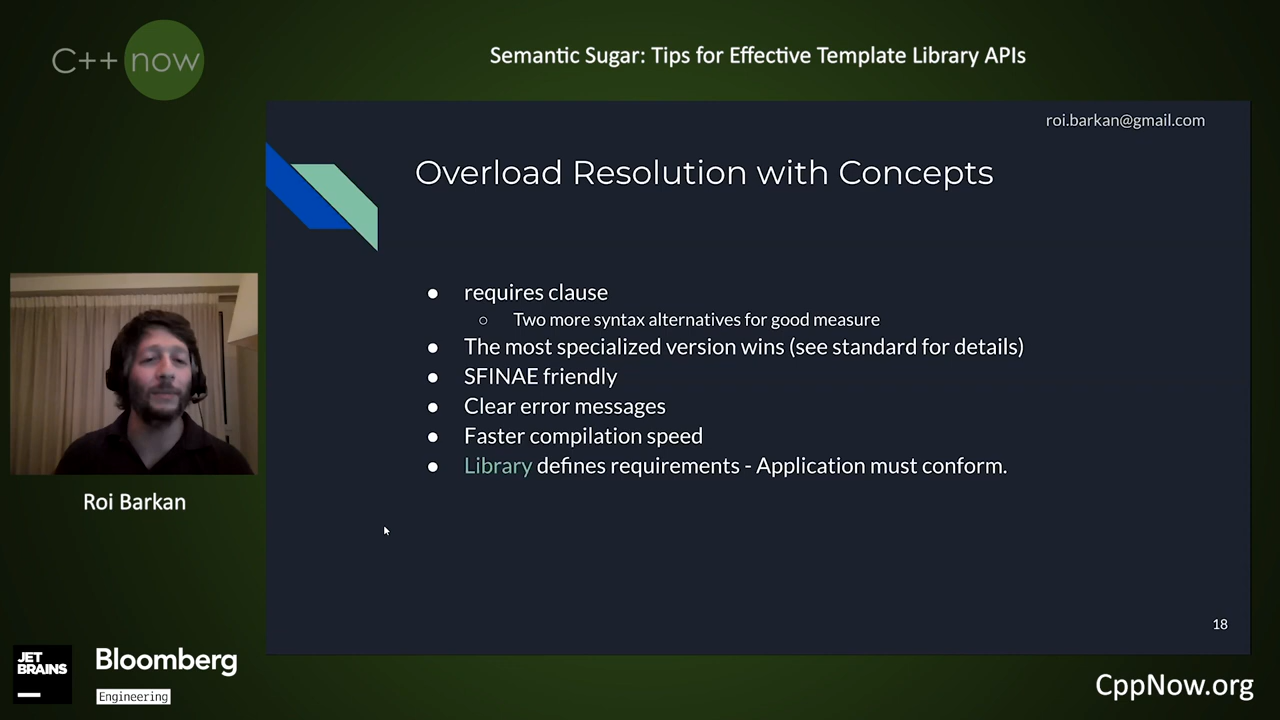 C++ now
Semantic Sugar: Tips for Effective Template Library APIs
roi.barkan@gmail.com
Overload Resolution with Concepts
● requires clause
○ Two more syntax alternatives for good measure
● The most specialized version wins (see standard for details)
● SFINAE friendly
● Clear error messages
● Faster compilation speed
● Library defines requirements - Application must conform.
Roi Barkan
18
JET
BRAINS
Bloomberg
Engineering
CppNow.org